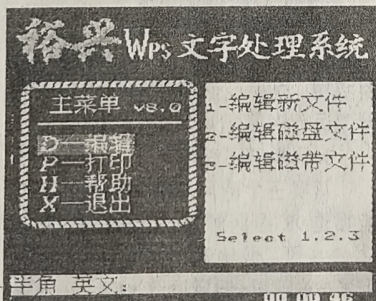 裕兴Wps文字处理系统
主菜单 v8.0
D—编辑
P—打印
H—帮助
X—退出
1-编辑新文件
2-编辑磁盘文件
3-编辑磁带文件
Select 1.2.3
半角 英文: